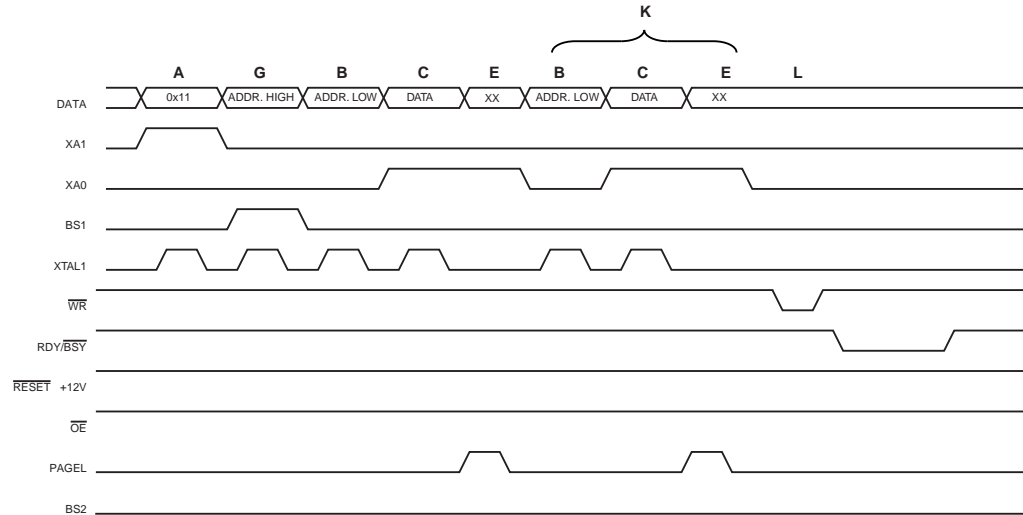 K
A G B C E B C E L
DATA 0x11 ADDR. HIGH ADDR. LOW DATA XX ADDR. LOW DATA XX
XA1
XA0
BS1
XTAL1
WR
RDY/BSY
RESET +12V
OE
PAGEL
BS2